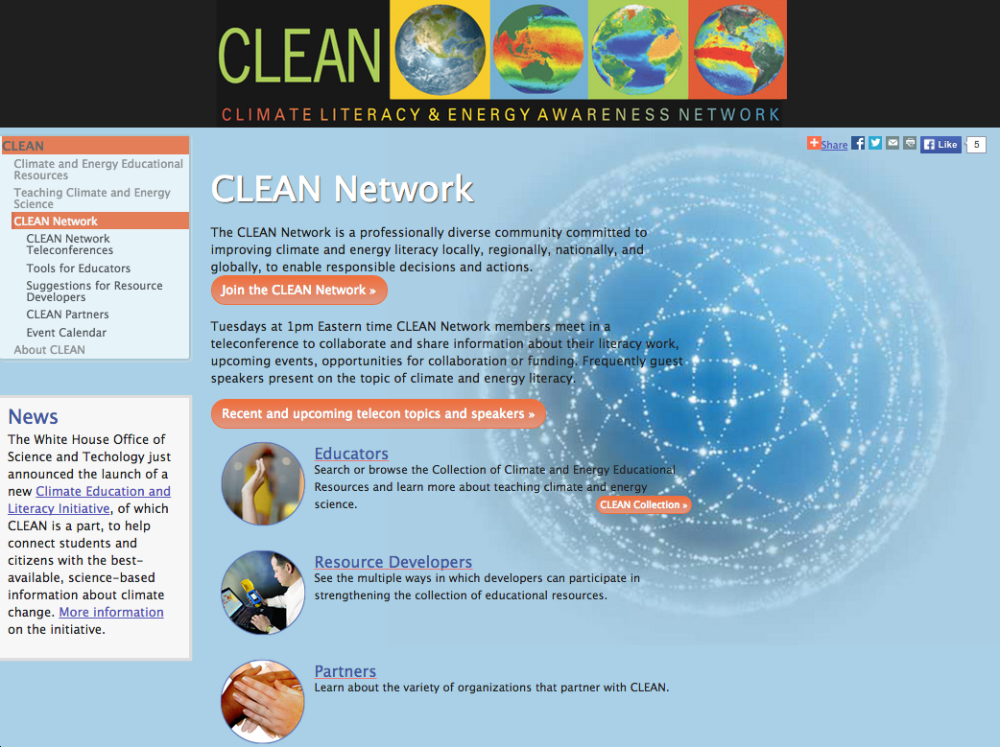 CLEAN
CLIMATE LITERACY & ENERGY AWARENESS NETWORK
Share
Like
5
CLEAN
Climate and Energy Educational
Resources
Teaching Climate and Energy
Science
CLEAN Network
CLEAN Network
Teleconferences
Tools for Educators
Suggestions for Resource
Developers
CLEAN Partners
Event Calendar
About CLEAN
News
The White House Office of
Science and Techology just
announced the launch of a
new Climate Education and
Literacy Initiative, of which
CLEAN is a part, to help
connect students and
citizens with the best-
available, science-based
information about climate
change. More information
on the initiative.
CLEAN Network
The CLEAN Network is a professionally diverse community committed to
improving climate and energy literacy locally, regionally, nationally, and
globally, to enable responsible decisions and actions.
Join the CLEAN Network »
Tuesdays at 1pm Eastern time CLEAN Network members meet in a
teleconference to collaborate and share information about their literacy work,
upcoming events, opportunities for collaboration or funding. Frequently guest
speakers present on the topic of climate and energy literacy.
Recent and upcoming telecon topics and speakers »
Educators
Search or browse the Collection of Climate and Energy Educational
Resources and learn more about teaching climate and energy
science.
CLEAN Collection »
Resource Developers
See the multiple ways in which developers can participate in
strengthening the collection of educational resources.
Partners
Learn about the variety of organizations that partner with CLEAN.